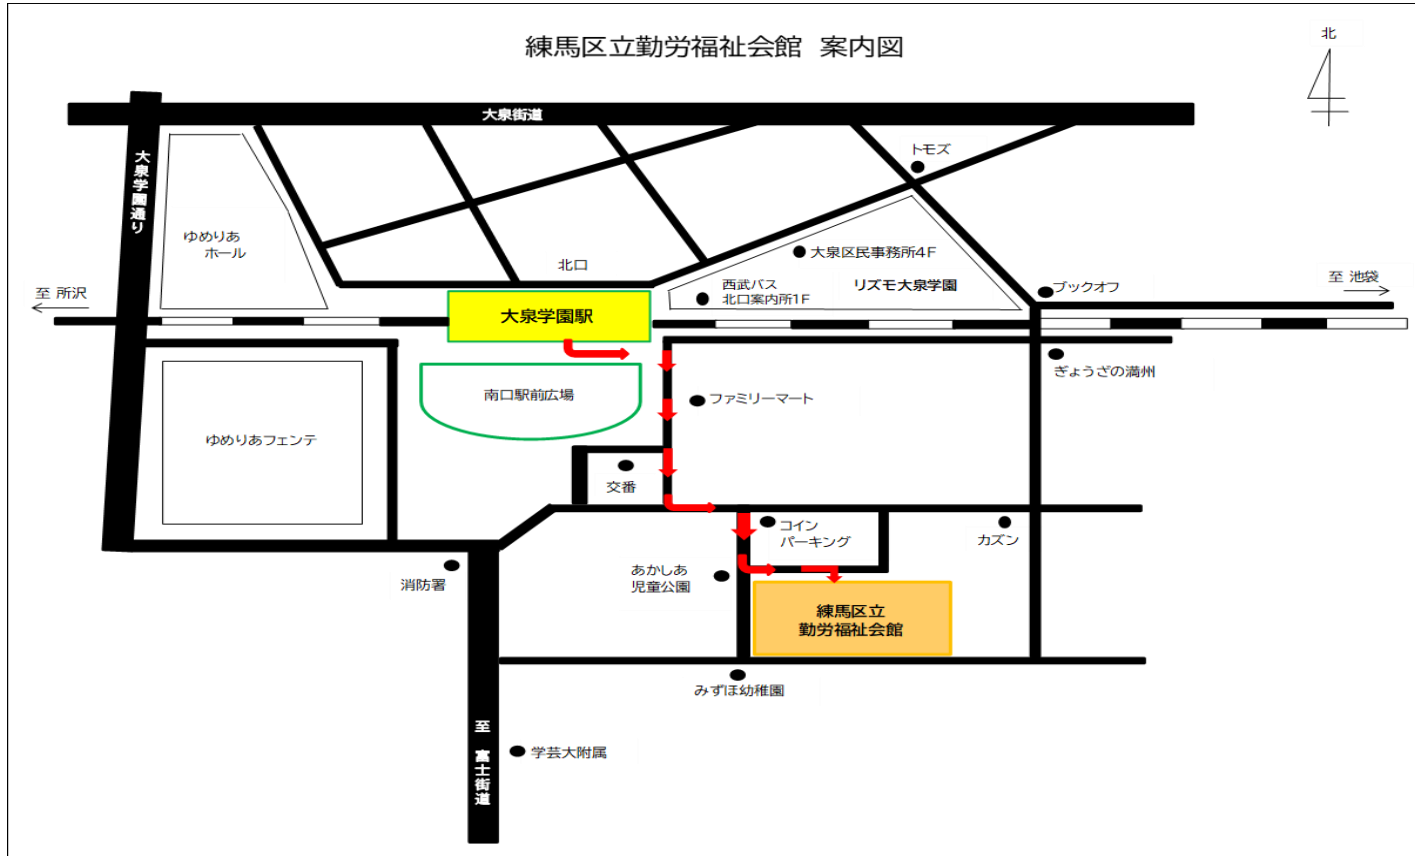 練馬区立勤労福祉会館 案内図
北
大泉街道
大泉学園通り
トモズ
ゆめりあ
ホール
北口
大泉区民事務所4F
西武バス
北口案内所1F
リズモ大泉学園
ブックオフ
至 所沢
至 池袋
大泉学園駅
南口駅前広場
ファミリーマート
ぎょうざの満州
ゆめりあフェンテ
交番
コイン
パーキング
カズン
消防署
あかしあ
児童公園
練馬区立
勤労福祉会館
みずほ幼稚園
至 富士街道
学芸大附属